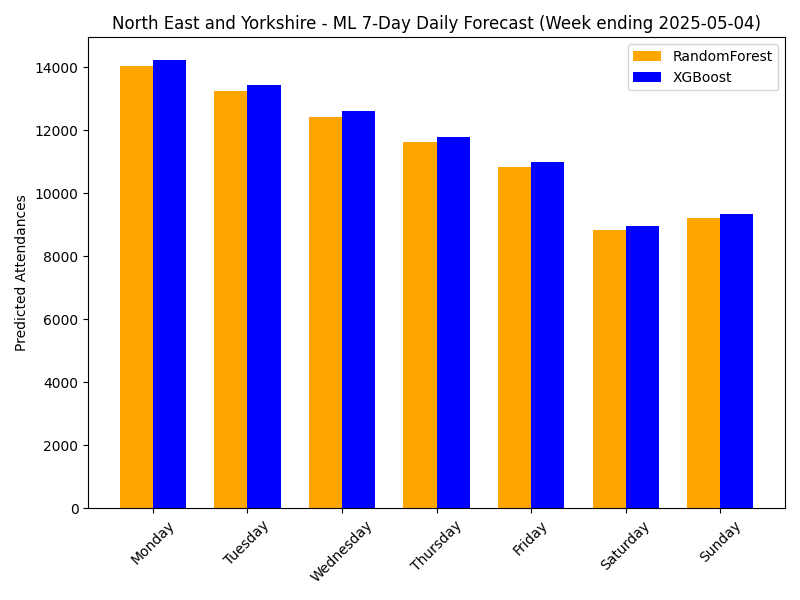 North East and Yorkshire - ML 7-Day Daily Forecast (Week ending 2025-05-04)
RandomForest
XGBoost
Predicted Attendances
14000
12000
10000
8000
6000
4000
2000
0
Monday
Tuesday
Wednesday
Thursday
Friday
Saturday
Sunday